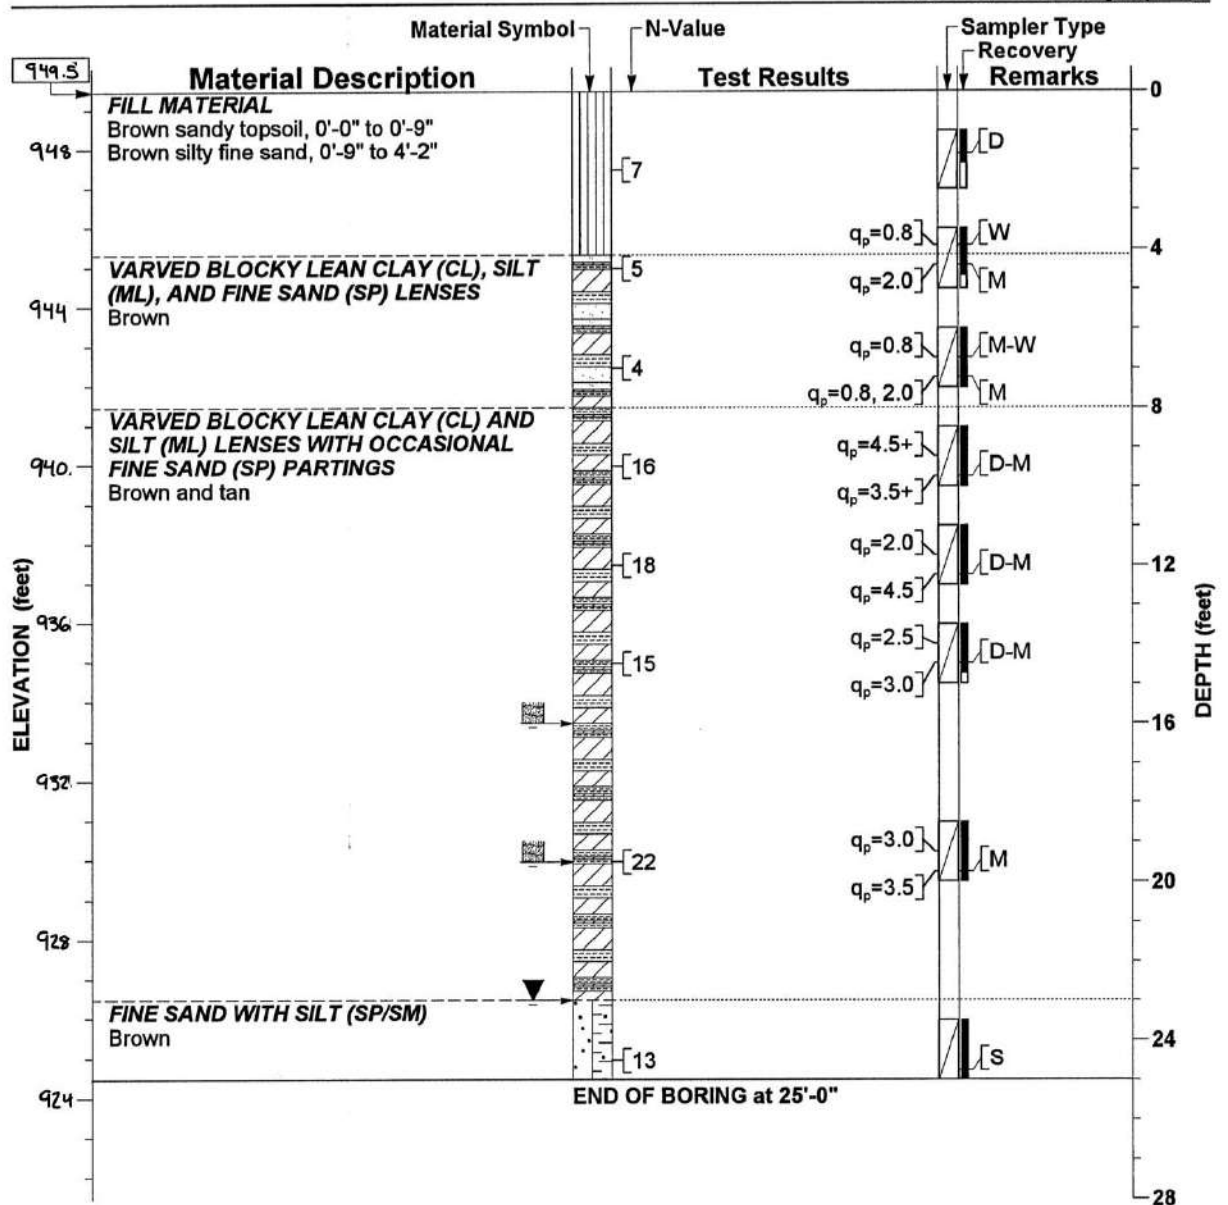 Material Symbol
N-Value
Sampler Type
Recovery
949.5
Material Description
Test Results
Remarks
0
FILL MATERIAL
Brown sandy topsoil, 0'-0" to 0'-9"
Brown silty fine sand, 0'-9" to 4'-2"
948
7
D
qp=0.8
W
4
VARVED BLOCKY LEAN CLAY (CL), SILT
(ML), AND FINE SAND (SP) LENSES
Brown
5
qp=2.0
M
944
qp=0.8
M-W
4
qp=0.8, 2.0
M
8
VARVED BLOCKY LEAN CLAY (CL) AND
SILT (ML) LENSES WITH OCCASIONAL
FINE SAND (SP) PARTINGS
Brown and tan
940.
16
qp=4.5+
D-M
qp=3.5+
qp=2.0
18
D-M
12
qp=4.5
ELEVATION (feet)
DEPTH (feet)
936
qp=2.5
15
D-M
qp=3.0
16
932
qp=3.0
22
M
qp=3.5
20
928
FINE SAND WITH SILT (SP/SM)
Brown
13
S
24
924
END OF BORING at 25'-0"
28